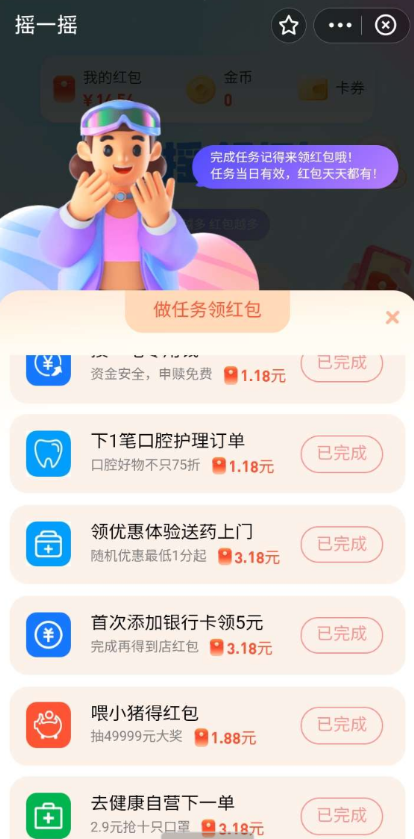 摇一摇
我的红包
金币
卡券
0
完成任务记得来领红包哦！
任务当日有效，红包天天都有！
做任务领红包
资金安全，申赎免费 1.18元
已完成
下1笔口腔护理订单
口腔好物不只75折 1.18元
已完成
领优惠体验送药上门
随机优惠最低1分起 3.18元
已完成
首次添加银行卡领5元
完成再得到店红包 3.18元
已完成
喂小猪得红包
抽49999元大奖 1.88元
已完成
去健康自营下一单
2.9元抢十只口罩 3.18元
已完成